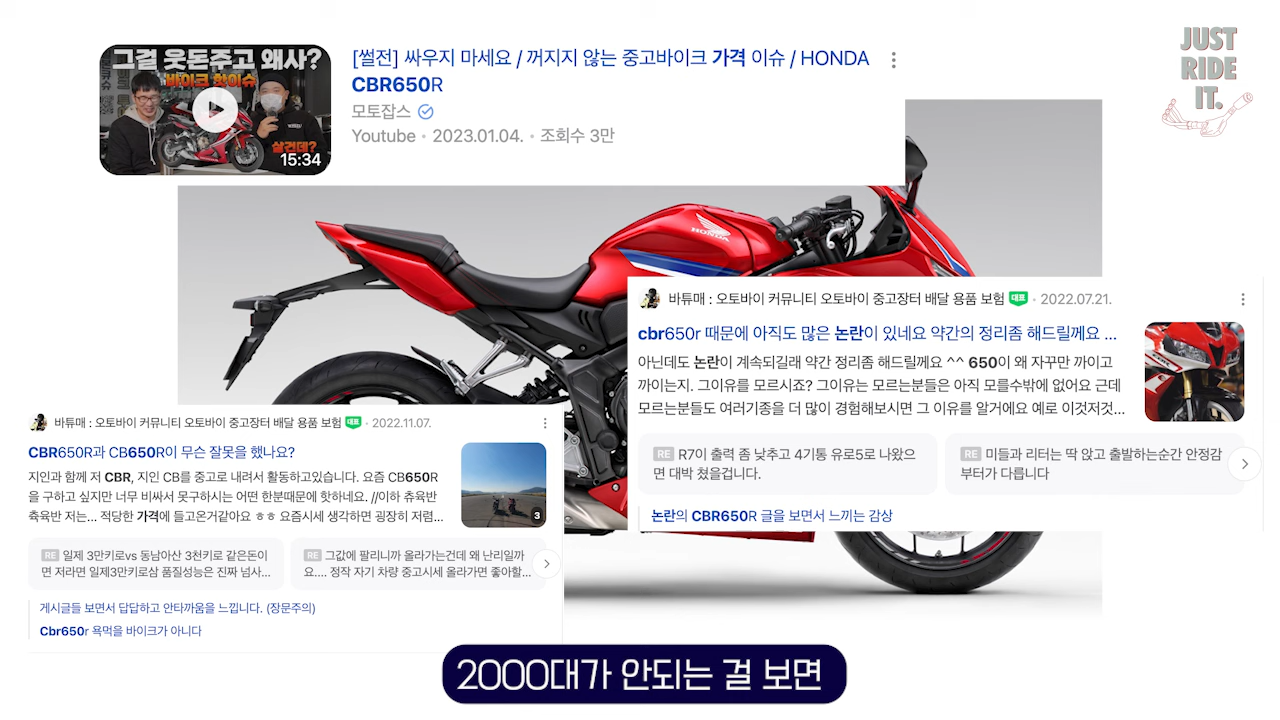 그걸 웃돈주고 왜사?
바이크 핫이슈
살건데?
15:34
[썰전] 싸우지 마세요 / 꺼지지 않는 중고바이크 가격 이슈 / HONDA
CBR650R
모토잡스
Youtube • 2023.01.04. • 조회수 3만
JUST
RIDE
IT.
HONDA
바튜매 : 오토바이 커뮤니티 오토바이 중고장터 배달 용품 보험 대표 · 2022.07.21.
cbr650r 때문에 아직도 많은 논란이 있네요 약간의 정리좀 해드릴께요 ...
아닌데도 논란이 계속되길래 약간 정리좀 해드릴께요 ^^ 650이 왜 자꾸만 까이고
까이는지. 그이유를 모르시죠? 그이유는 모르는분들은 아직 모를수밖에 없어요 근데
모르는분들도 여러기종을 더 많이 경험해보시면 그 이유를 알거에요 예로 이것저것...
RE R7이 출력 좀 낮추고 4기통 유로5로 나왔으
면 대박 쳤을겁니다.
RE 미들과 리터는 딱 앉고 출발하는순간 안정감
부터가 다릅니다
논란의 CBR650R 글을 보면서 느끼는 감상
바튜매 : 오토바이 커뮤니티 오토바이 중고장터 배달 용품 보험 대표 · 2022.11.07.
CBR650R과 CB650R이 무슨 잘못을 했나요?
지인과 함께 저 CBR, 지인 CB를 중고로 내려서 활동하고있습니다. 요즘 CB650R
을 구하고 싶지만 너무 비싸서 못구하시는 어떤 한분때문에 핫하네요. //이하 츄육반
츅육반 저는... 적당한 가격에 들고온거같아요 ㅎㅎ 요즘시세 생각하면 굉장히 저렴...
3
RE 일제 3만키로vs 동남아산 3천키로 같은돈이
면 저라면 일제3만키로삼 품질성능은 진짜 넘사...
RE 그값에 팔리니까 올라가는건데 왜 난리일까
요.... 정작 자기 차량 중고시세 올라가면 좋아할...
게시글들 보면서 답답하고 안타까움을 느낍니다. (장문주의)
Cbr650r 욕먹을 바이크가 아니다
2000대가 안되는 걸 보면